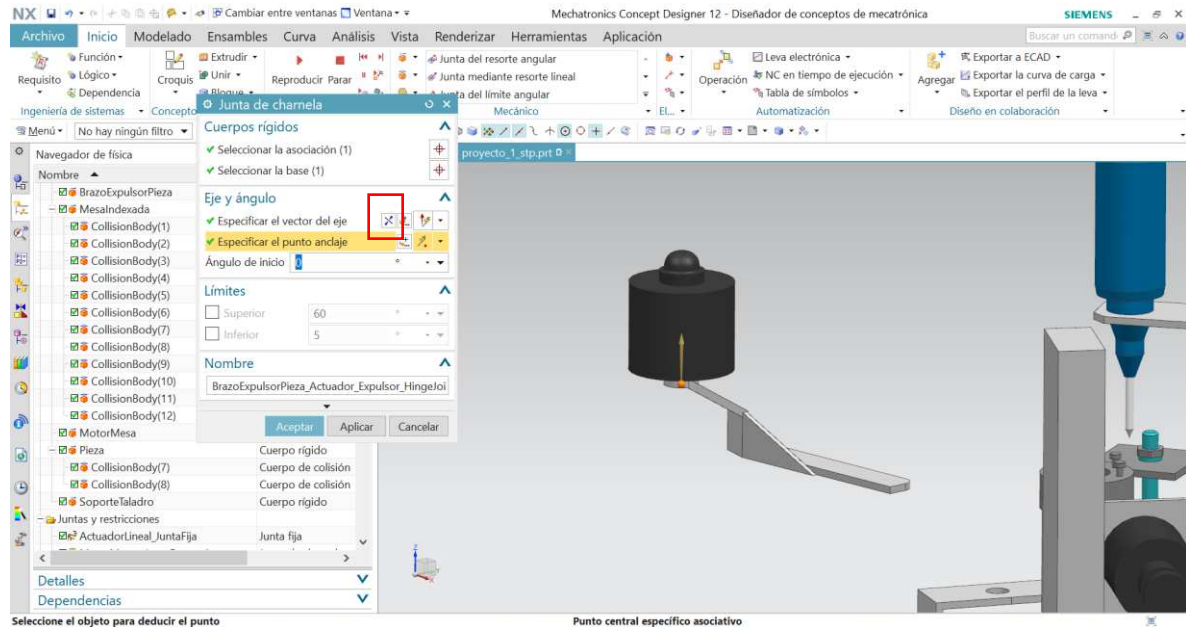 NX Cambiar entre ventanas Ventana Mechatronics Concept Designer 12 - Diseñador de conceptos de mecatrónica SIEMENS
Archivo Inicio Modelado Ensambles Curva Análisis Vista Renderizar Herramientas Aplicación Buscar un comand
Función Extrudir Junta del resorte angular Leva electrónica Exportar a ECAD
Requisito Lógico Croquis Unir Reproducir Parar Junta mediante resorte lineal Operación NC en tiempo de ejecución Agregar Exportar la curva de carga
Dependencia Bloque Junta del límite angular Tabla de símbolos Exportar el perfil de la leva
Ingeniería de sistemas Concepto Mecánico EL... Automatización Diseño en colaboración
Menú No hay ningún filtro
Junta de charnela
Cuerpos rígidos
Seleccionar la asociación (1)
Seleccionar la base (1)
Eje y ángulo
Especificar el vector del eje
Especificar el punto anclaje
Ángulo de inicio 0 °
Límites
Superior 60 °
Inferior 5 °
Nombre
BrazoExpulsorPieza_Actuador_Expulsor_HingeJoi
Aceptar Aplicar Cancelar
proyecto_1_stp.prt
Navegador de física
Nombre
BrazoExpulsorPieza
MesaIndexada
CollisionBody(1)
CollisionBody(2)
CollisionBody(3)
CollisionBody(4)
CollisionBody(5)
CollisionBody(6)
CollisionBody(7)
CollisionBody(8)
CollisionBody(9)
CollisionBody(10)
CollisionBody(11)
CollisionBody(12)
MotorMesa
Pieza Cuerpo rígido
CollisionBody(7) Cuerpo de colisión
CollisionBody(8) Cuerpo de colisión
SoporteTaladro Cuerpo rígido
Juntas y restricciones
ActuadorLineal_JuntaFija Junta fija
Detalles
Dependencias
Z
X
Seleccione el objeto para deducir el punto Punto central específico asociativo